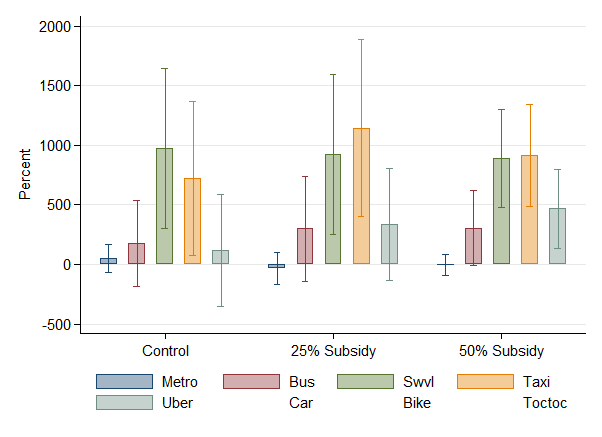 2000
1500
1000
500
0
-500
Percent
Control 25% Subsidy 50% Subsidy
Metro Bus Swvl Taxi
Uber Car Bike Toctoc